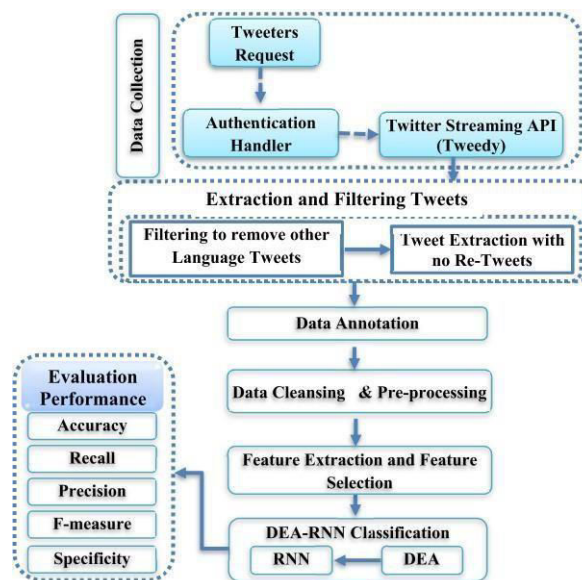 Data Collection
Tweeters
Request
Authentication
Handler
Twitter Streaming API
(Tweedy)
Extraction and Filtering Tweets
Filtering to remove other
Language Tweets
Tweet Extraction with
no Re-Tweets
Data Annotation
Data Cleansing & Pre-processing
Feature Extraction and Feature
Selection
DEA-RNN Classification
RNN
DEA
Evaluation
Performance
Accuracy
Recall
Precision
F-measure
Specificity